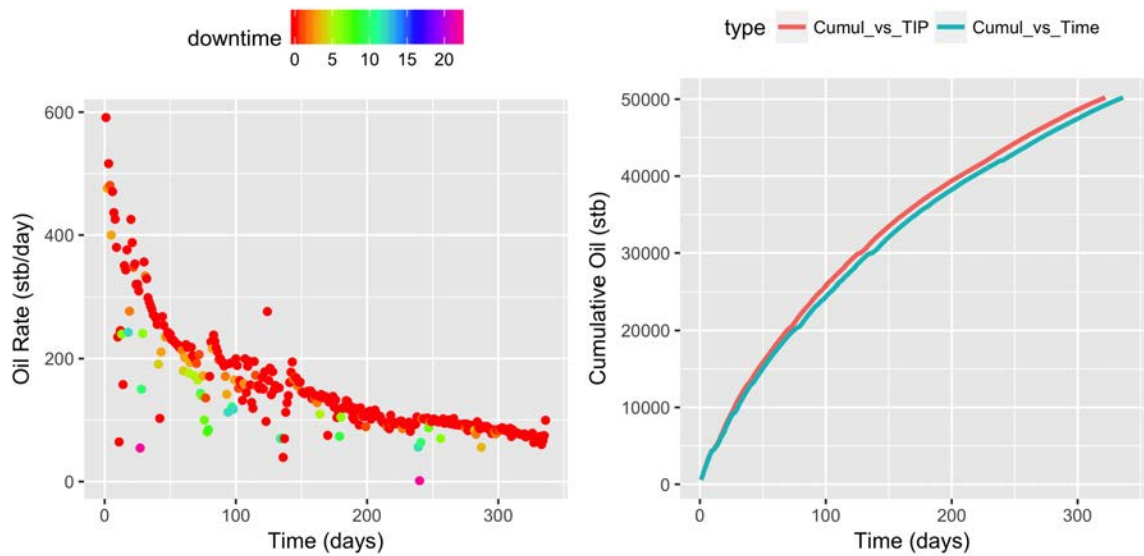 downtime
0 5 10 15 20
type Cumul_vs_TIP Cumul_vs_Time
Oil Rate (stb/day)
600
400
200
0
0 100 200 300
Time (days)
Cumulative Oil (stb)
50000
40000
30000
20000
10000
0
0 100 200 300
Time (days)